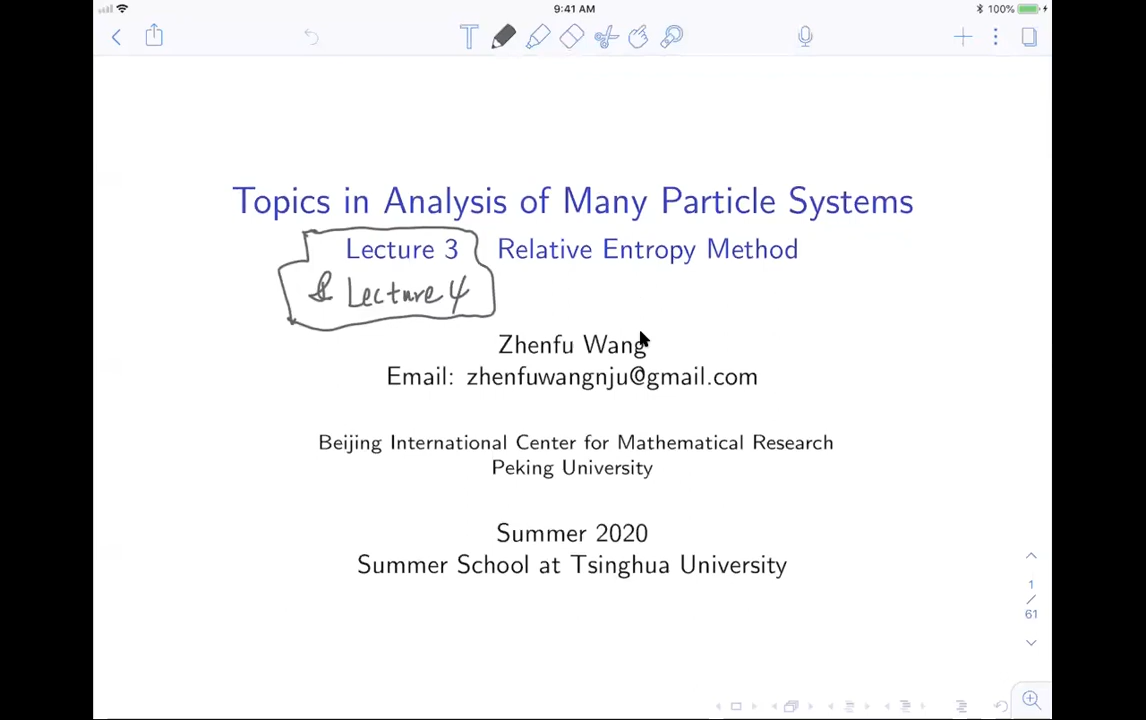 9:41 AM
100%
Topics in Analysis of Many Particle Systems
Lecture 3 Relative Entropy Method
& Lecture 4
Zhenfu Wang
Email: zhenfuwangnju@gmail.com
Beijing International Center for Mathematical Research
Peking University
Summer 2020
Summer School at Tsinghua University
1
/
61